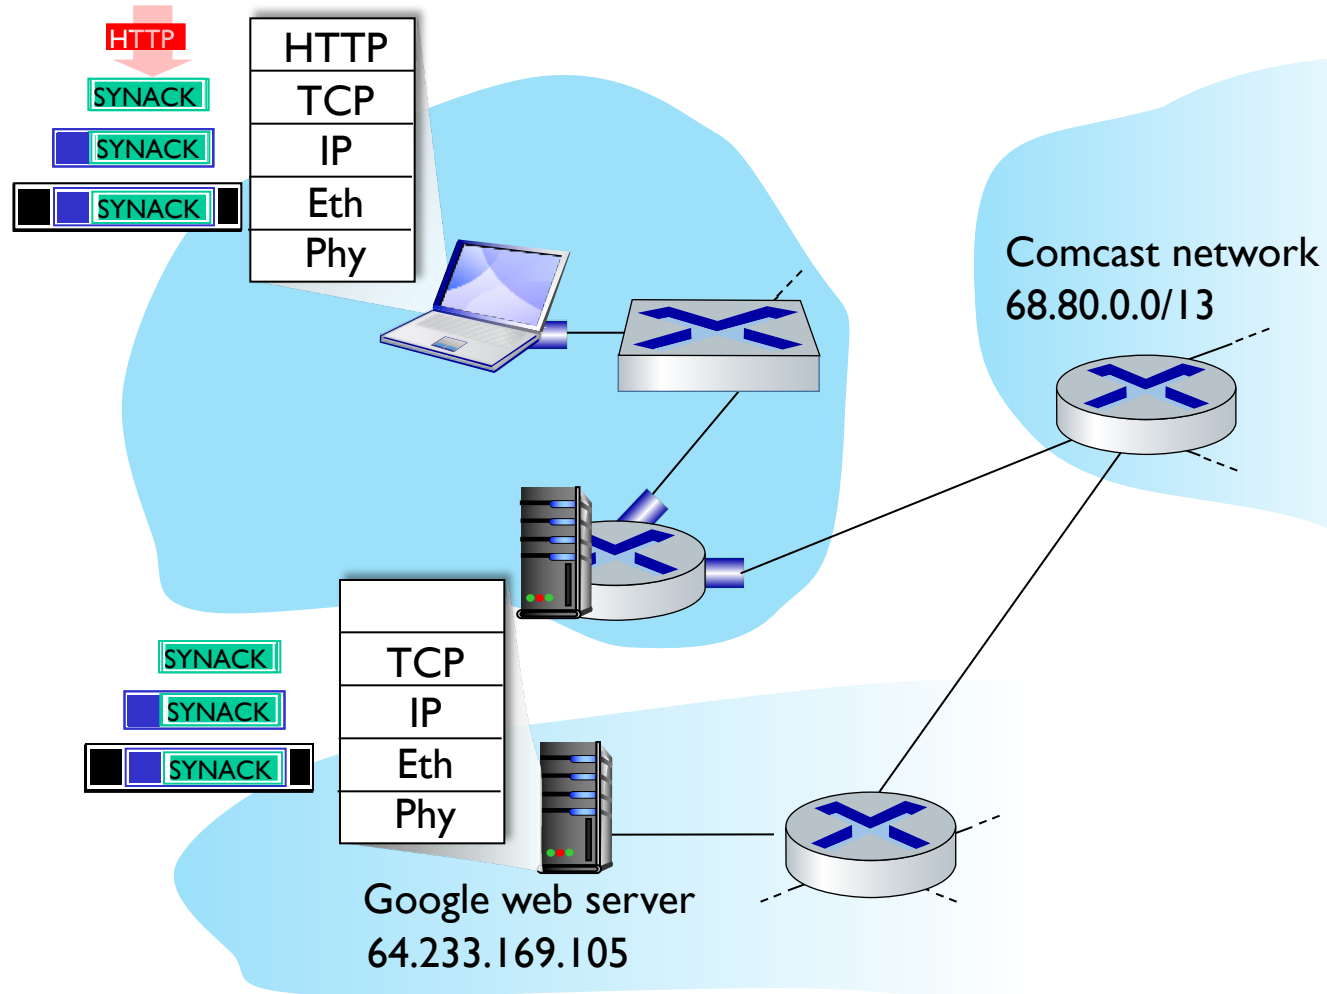 HTTP
SYNACK
SYNACK
SYNACK
HTTP
TCP
IP
Eth
Phy
Comcast network
68.80.0.0/13
SYNACK
SYNACK
SYNACK
TCP
IP
Eth
Phy
Google web server
64.233.169.105